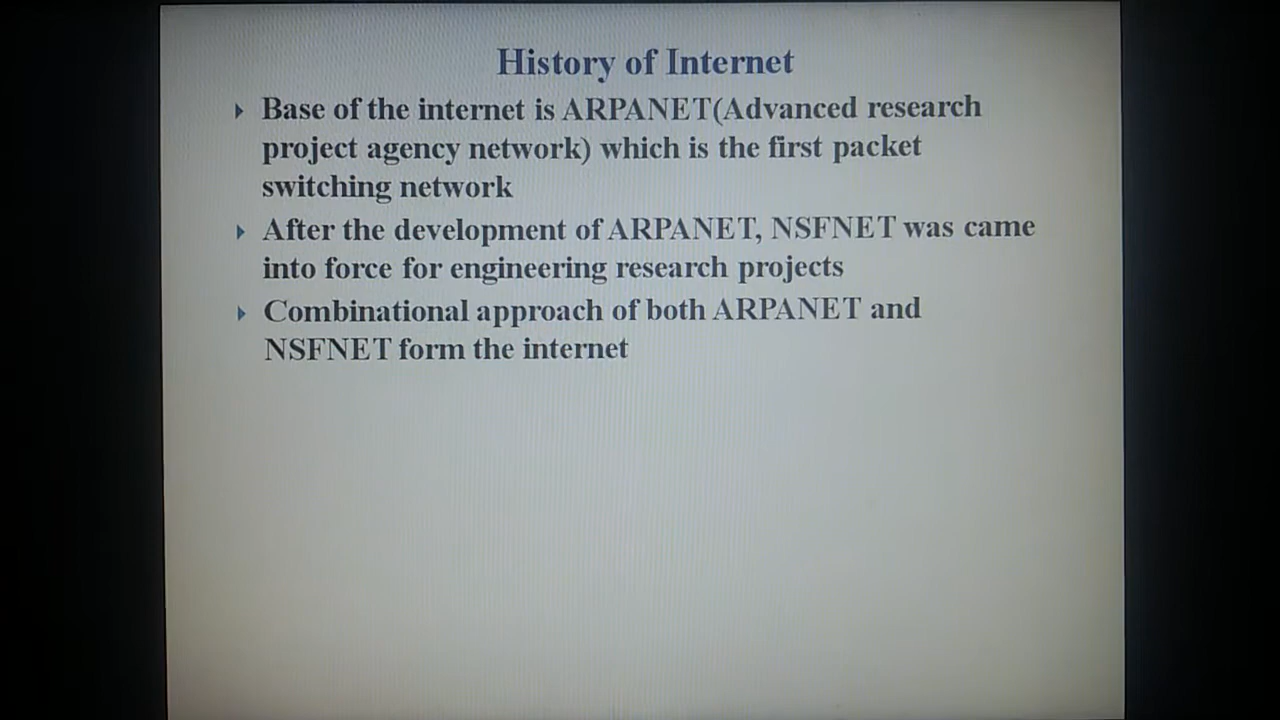 History of Internet
Base of the internet is ARPANET(Advanced research
project agency network) which is the first packet
switching network
After the development of ARPANET, NSFNET was came
into force for engineering research projects
Combinational approach of both ARPANET and
NSFNET form the internet